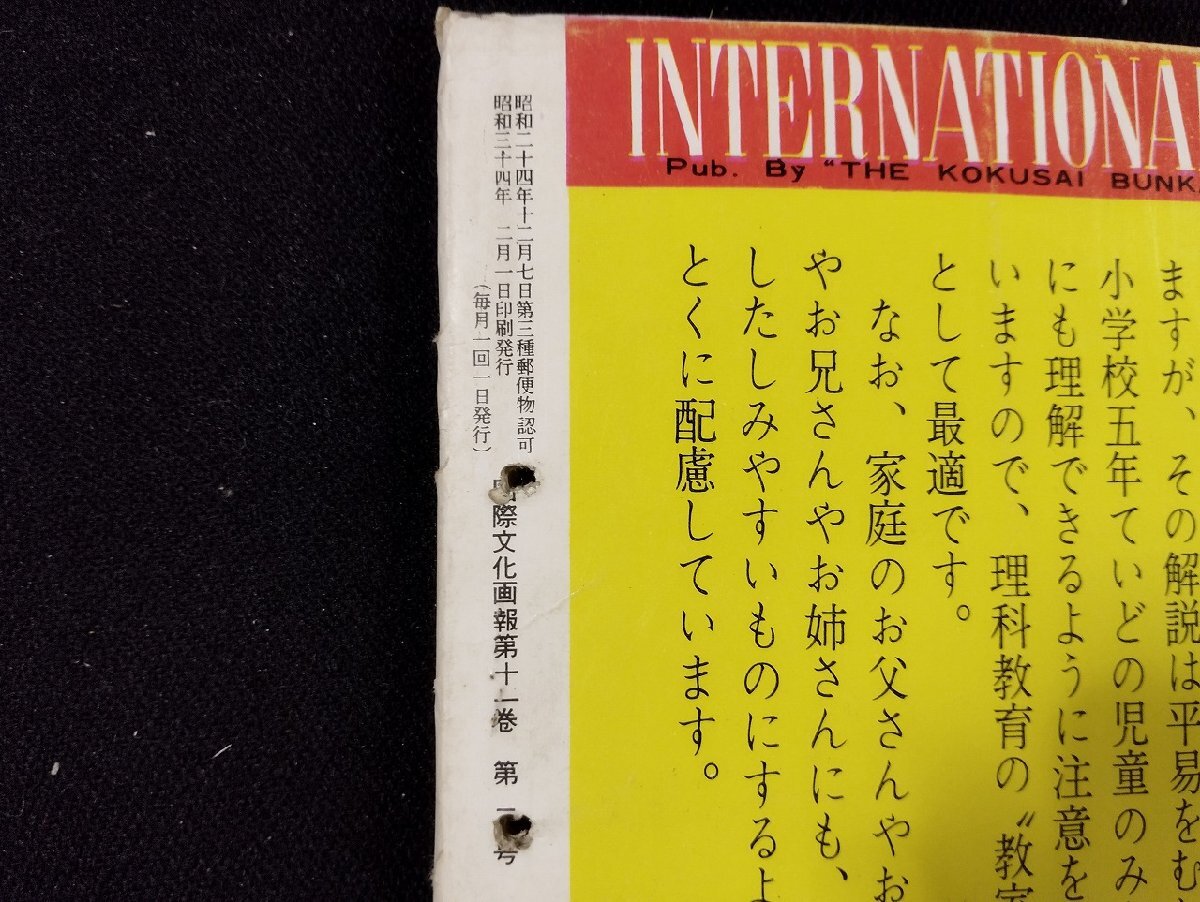 INTERNATIONA
Pub. By "THE KOKUSAI BUNK
ますが、その解説は平易をむ
小学校五年ていどの児童のみ
にも理解できるように注意を
いますので、理科教育の〝教室
として最適です。
なお、家庭のお父さんやお
やお兄さんやお姉さんにも、
したしみやすいものにするよ
とくに配慮しています。
昭和二十四年十二月七日第三種郵便物認可
昭和三十四年 二月一日印刷発行
(毎月一回一日発行)
際文化画報第十一巻 第 号